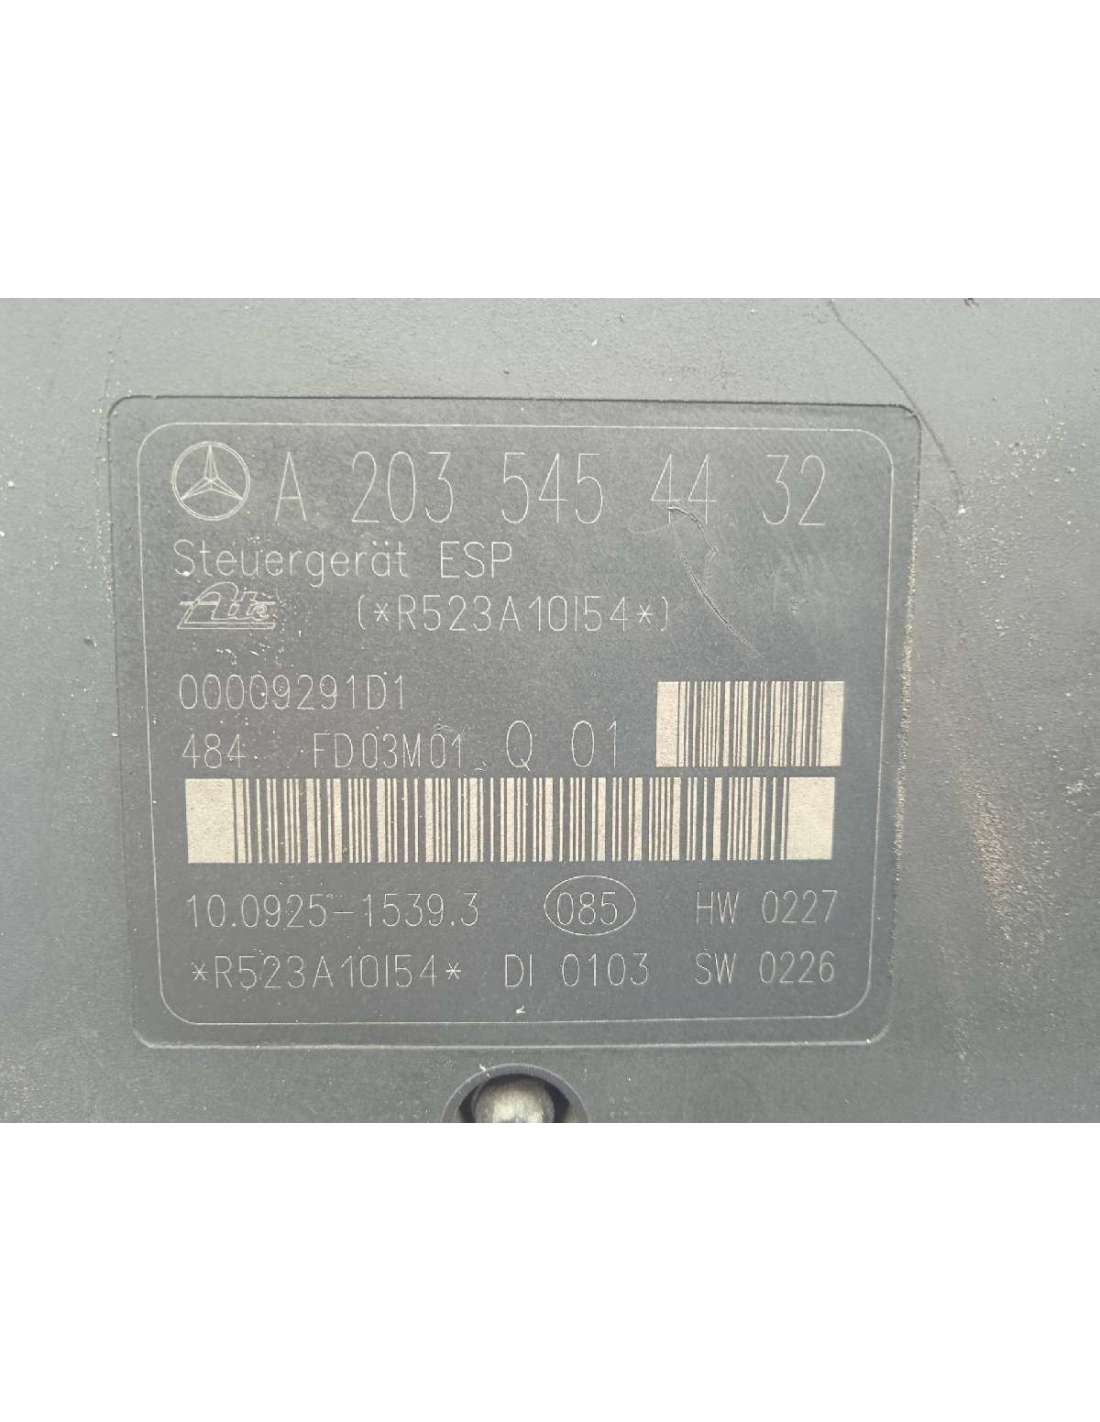 A 203 545 44 32
Steuergerät ESP
Ate (*R523A10I54*)
00009291D1
484 FD03M01 Q 01
10.0925-1539.3 085 HW 0227
*R523A10I54* DI 0103 SW 0226